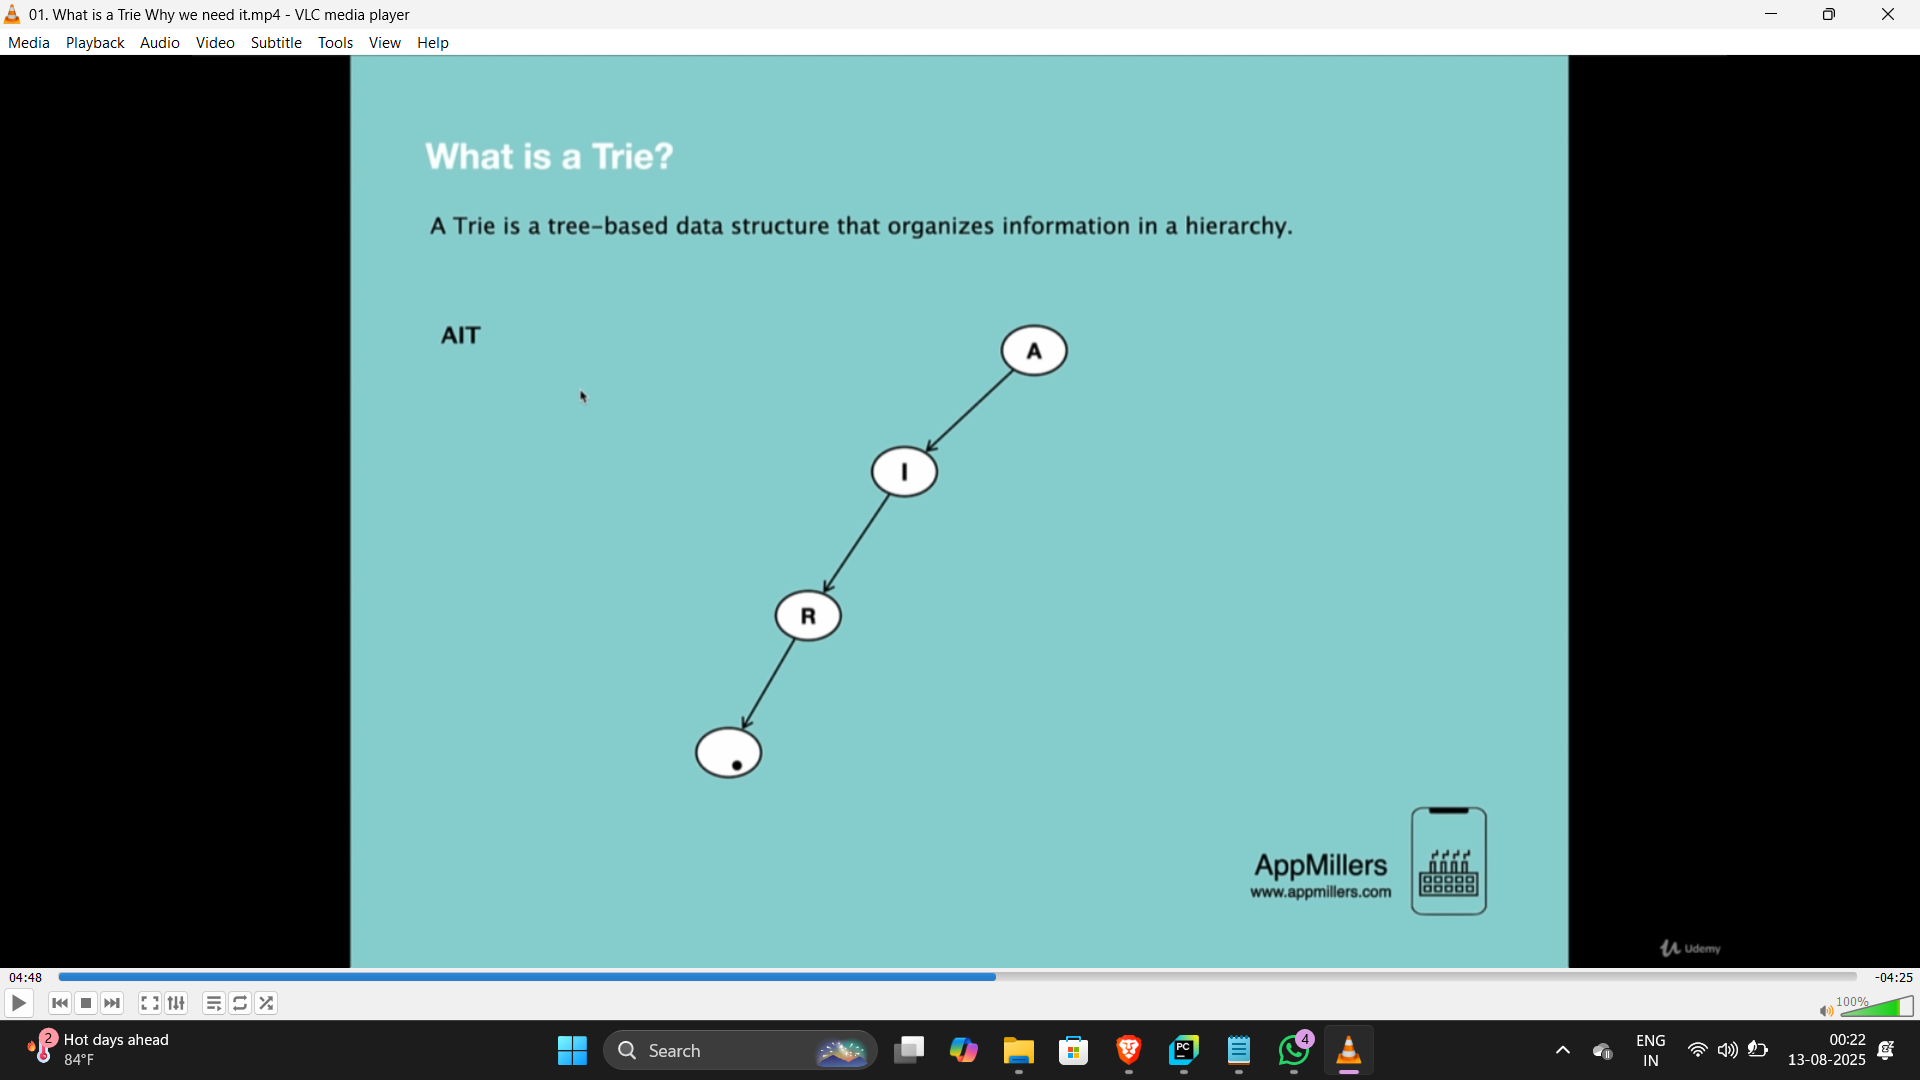 01. What is a Trie Why we need it.mp4 - VLC media player
Media Playback Audio Video Subtitle Tools View Help
What is a Trie?
A Trie is a tree-based data structure that organizes information in a hierarchy.
AIT
A
I
R
AppMillers
www.appmillers.com
Udemy
04:48
-04:25
100%
2
Hot days ahead
84°F
Search
PC
4
ENG
IN
00:22
13-08-2025